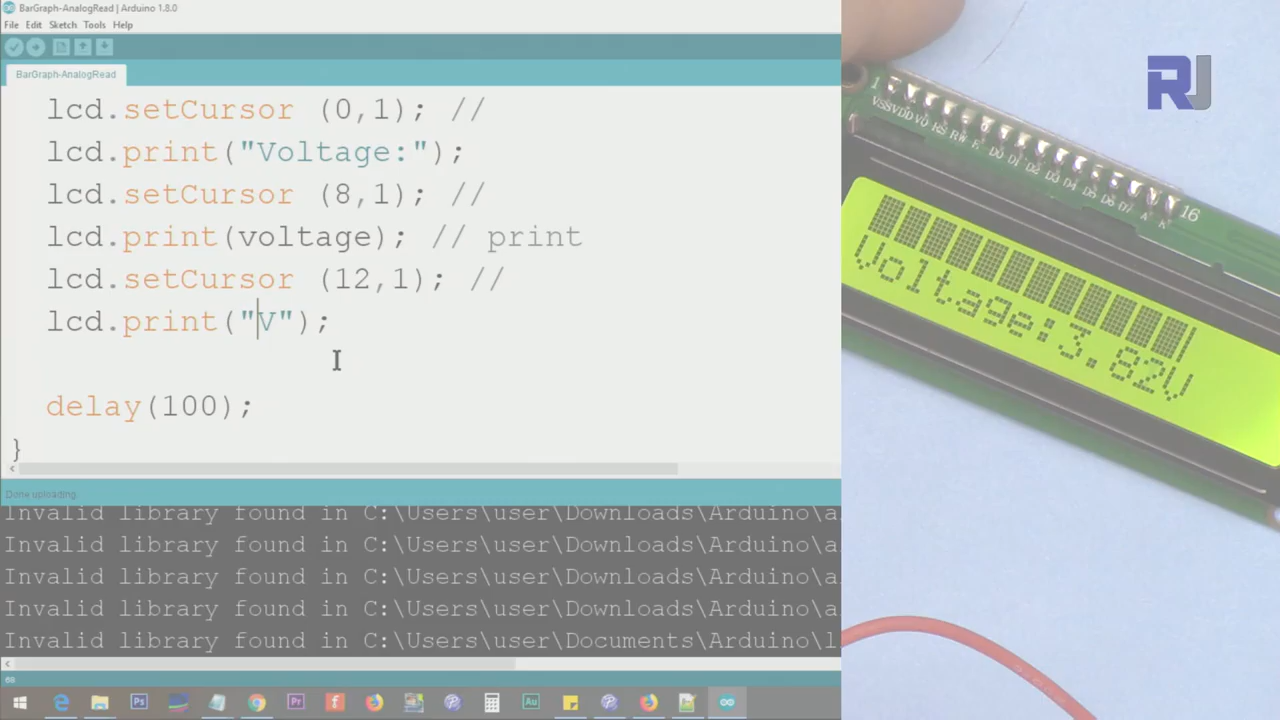 BarGraph-AnalogRead | Arduino 1.8.0
File Edit Sketch Tools Help
BarGraph-AnalogRead
lcd.setCursor (0,1); //
lcd.print("Voltage:");
lcd.setCursor (8,1); //
lcd.print(voltage); // print
lcd.setCursor (12,1); //
lcd.print("V");
delay(100);
}
Done uploading.
Invalid library found in C:\Users\user\Downloads\Arduino\a
Invalid library found in C:\Users\user\Downloads\Arduino\a
Invalid library found in C:\Users\user\Downloads\Arduino\a
Invalid library found in C:\Users\user\Downloads\Arduino\a
Invalid library found in C:\Users\user\Documents\Arduino\l
Ps Pr f Au
RJ
1 VSS VDD VO RS RW E D0 D1 D2 D3 D4 D5 D6 D7 A K 16
Voltage:3.82V